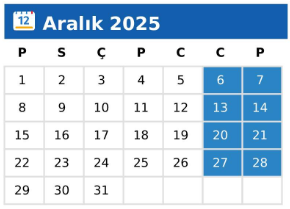 12 Aralık 2025
P S Ç P C C P
1 2 3 4 5 6 7
8 9 10 11 12 13 14
15 16 17 18 19 20 21
22 23 24 25 26 27 28
29 30 31